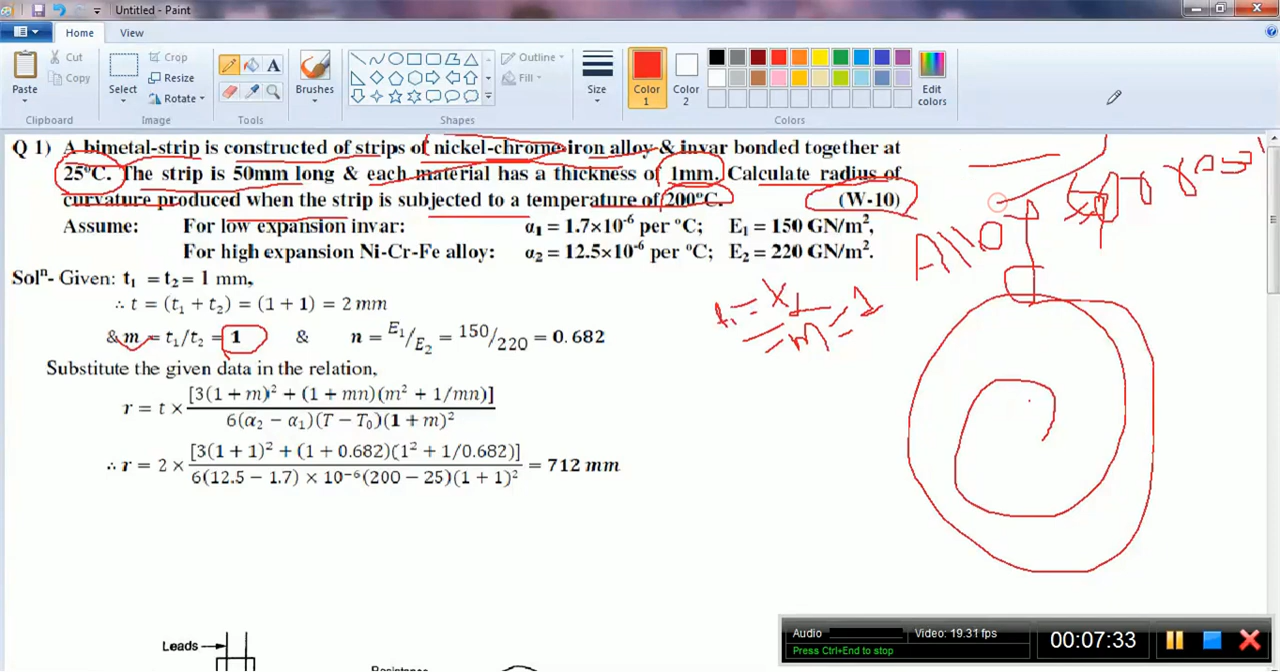 Untitled - Paint
Home View
Cut
Copy
Paste
Clipboard
Select
Crop
Resize
Rotate
Image
A
Tools
Brushes
Outline
Fill
Shapes
Size
Color 1
Color 2
Edit colors
Colors
Q 1) A bimetal-strip is constructed of strips of nickel-chrome iron alloy & invar bonded together at
25°C. The strip is 50mm long & each material has a thickness of 1mm. Calculate radius of
curvature produced when the strip is subjected to a temperature of 200°C. (W-10)
Assume: For low expansion invar: α₁ = 1.7×10⁻⁶ per °C; E₁ = 150 GN/m²,
For high expansion Ni-Cr-Fe alloy: α₂ = 12.5×10⁻⁶ per °C; E₂ = 220 GN/m².
Solⁿ- Given: t₁ = t₂ = 1 mm,
∴ t = (t₁ + t₂) = (1 + 1) = 2 mm
& m = t₁/t₂ = 1 & n = E₁/E₂ = 150/220 = 0.682
Substitute the given data in the relation,
r = t × [3(1 + m)² + (1 + mn)(m² + 1/mn)] / 6(α₂ − α₁)(T − T₀)(1 + m)²
∴ r = 2 × [3(1 + 1)² + (1 + 0.682)(1² + 1/0.682)] / 6(12.5 − 1.7) × 10⁻⁶(200 − 25)(1 + 1)² = 712 mm
Leads
Resistance
Audio Video: 19.31 fps
Press Ctrl+End to stop
00:07:33